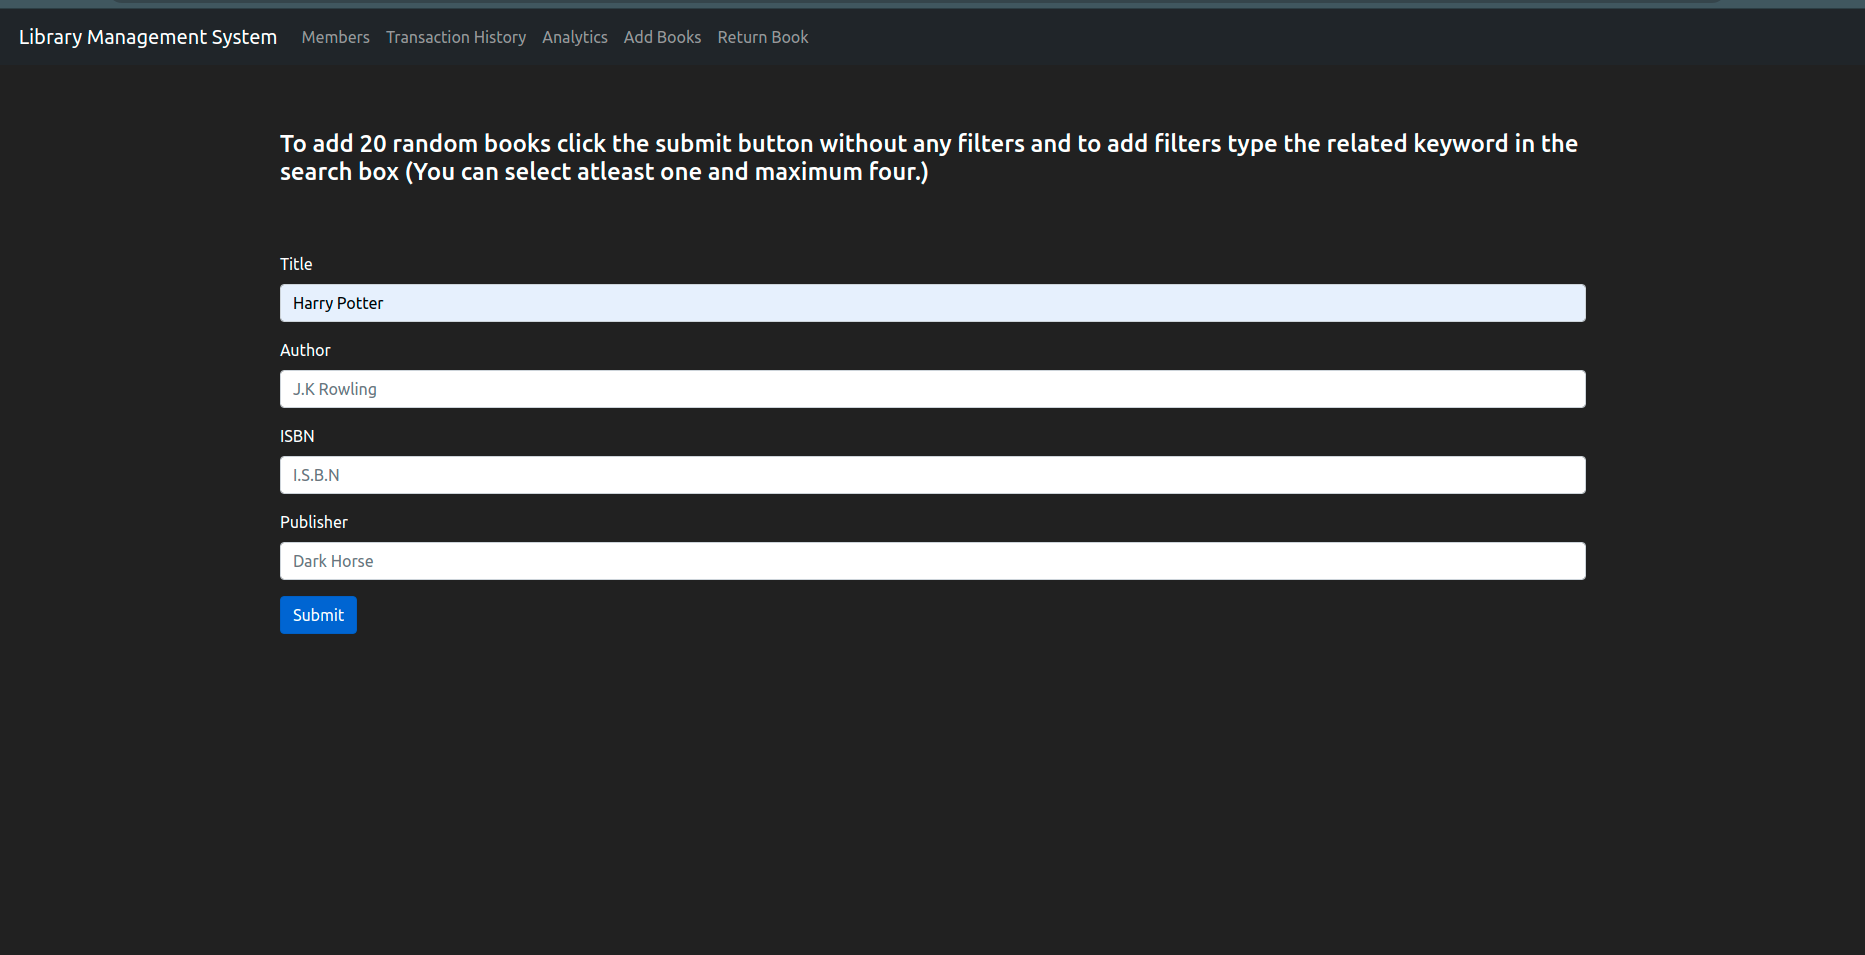 Library Management System Members Transaction History Analytics Add Books Return Book
To add 20 random books click the submit button without any filters and to add filters type the related keyword in the
search box (You can select atleast one and maximum four.)
Title
Harry Potter
Author
J.K Rowling
ISBN
I.S.B.N
Publisher
Dark Horse
Submit